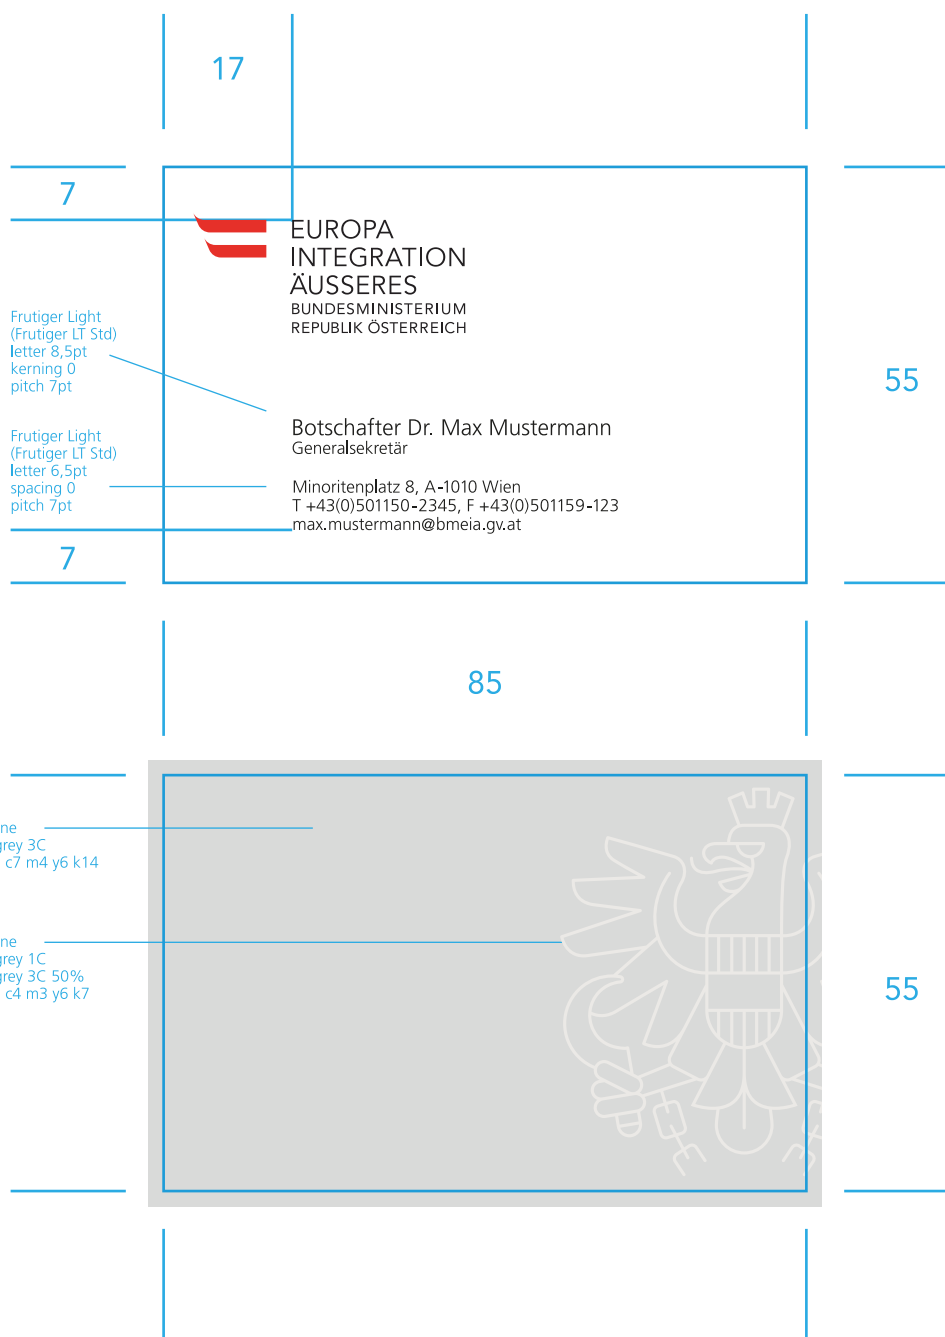 17
7
EUROPA
INTEGRATION
ÄUSSERES
BUNDESMINISTERIUM
REPUBLIK ÖSTERREICH
Frutiger Light
(Frutiger LT Std)
letter 8,5pt
kerning 0
pitch 7pt
55
Botschafter Dr. Max Mustermann
Generalsekretär
Frutiger Light
(Frutiger LT Std)
letter 6,5pt
spacing 0
pitch 7pt
Minoritenplatz 8, A-1010 Wien
T +43(0)501150-2345, F +43(0)501159-123
max.mustermann@bmeia.gv.at
7
85
3C
c7 m4 y6 k14
1C
grey 3C 50%
c4 m3 y6 k7
55